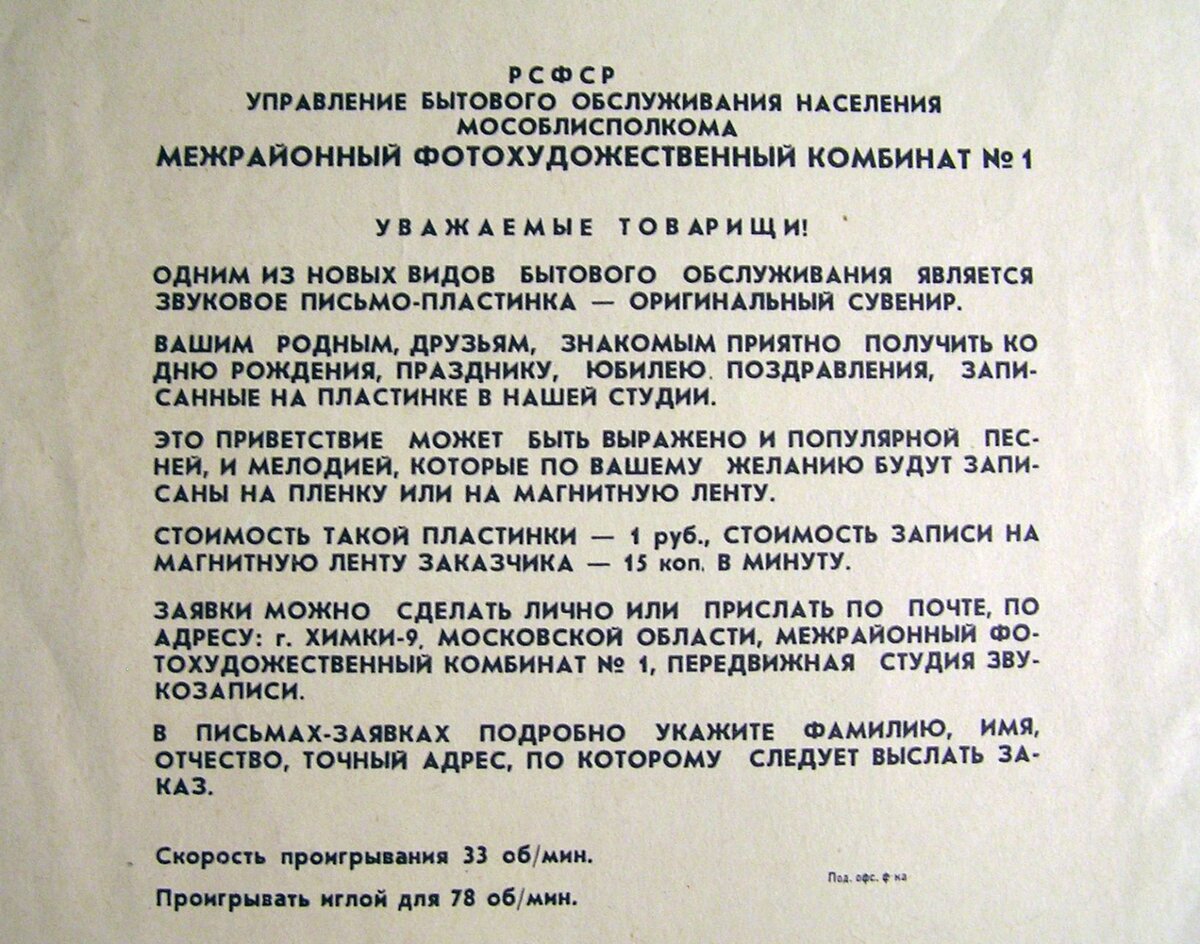 РСФСР
УПРАВЛЕНИЕ БЫТОВОГО ОБСЛУЖИВАНИЯ НАСЕЛЕНИЯ
МОСОБЛИСПОЛКОМА
МЕЖРАЙОННЫЙ ФОТОХУДОЖЕСТВЕННЫЙ КОМБИНАТ № 1
УВАЖАЕМЫЕ ТОВАРИЩИ!
ОДНИМ ИЗ НОВЫХ ВИДОВ БЫТОВОГО ОБСЛУЖИВАНИЯ ЯВЛЯЕТСЯ
ЗВУКОВОЕ ПИСЬМО-ПЛАСТИНКА — ОРИГИНАЛЬНЫЙ СУВЕНИР.
ВАШИМ РОДНЫМ, ДРУЗЬЯМ, ЗНАКОМЫМ ПРИЯТНО ПОЛУЧИТЬ КО
ДНЮ РОЖДЕНИЯ, ПРАЗДНИКУ, ЮБИЛЕЮ. ПОЗДРАВЛЕНИЯ, ЗАПИ-
САННЫЕ НА ПЛАСТИНКЕ В НАШЕЙ СТУДИИ.
ЭТО ПРИВЕТСТВИЕ МОЖЕТ БЫТЬ ВЫРАЖЕНО И ПОПУЛЯРНОЙ ПЕС-
НЕЙ, И МЕЛОДИЕЙ, КОТОРЫЕ ПО ВАШЕМУ ЖЕЛАНИЮ БУДУТ ЗАПИ-
САНЫ НА ПЛЕНКУ ИЛИ НА МАГНИТНУЮ ЛЕНТУ.
СТОИМОСТЬ ТАКОЙ ПЛАСТИНКИ — 1 руб., СТОИМОСТЬ ЗАПИСИ НА
МАГНИТНУЮ ЛЕНТУ ЗАКАЗЧИКА — 15 коп. В МИНУТУ.
ЗАЯВКИ МОЖНО СДЕЛАТЬ ЛИЧНО ИЛИ ПРИСЛАТЬ ПО ПОЧТЕ, ПО
АДРЕСУ: г. ХИМКИ-9, МОСКОВСКОЙ ОБЛАСТИ, МЕЖРАЙОННЫЙ ФО-
ТОХУДОЖЕСТВЕННЫЙ КОМБИНАТ № 1, ПЕРЕДВИЖНАЯ СТУДИЯ ЗВУ-
КОЗАПИСИ.
В ПИСЬМАХ-ЗАЯВКАХ ПОДРОБНО УКАЖИТЕ ФАМИЛИЮ, ИМЯ,
ОТЧЕСТВО, ТОЧНЫЙ АДРЕС, ПО КОТОРОМУ СЛЕДУЕТ ВЫСЛАТЬ ЗА-
КАЗ.
Скорость проигрывания 33 об/мин.
Под. офс. ф-ка
Проигрывать иглой для 78 об/мин.